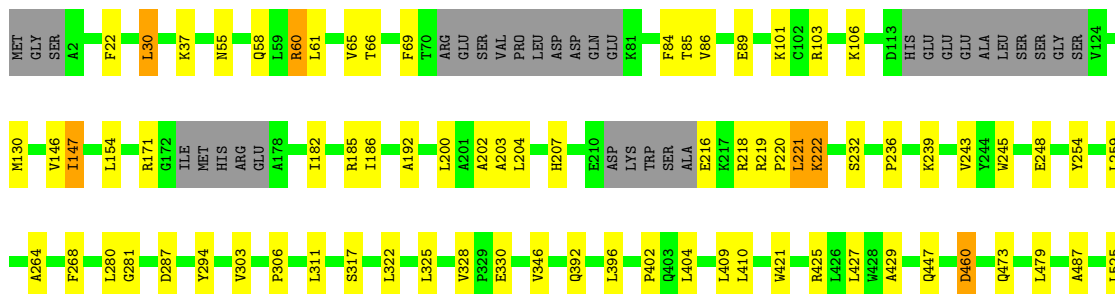 MET GLY SER A2 F22 L30 K37 N55 Q58 L59 R60 L61 V65 T66 F69 T70 ARG GLU SER VAL PRO LEU ASP ASP GLN GLU K81 F84 T85 V86 E89 K101 C102 R103 K106 D113 HIS GLU GLU GLU ALA LEU SER SER GLY SER V124
M130 V146 I147 L154 R171 G172 ILE MET HIS ARG GLU A178 I182 R185 I186 A192 L200 A201 A202 A203 L204 H207 E210 ASP LYS TRP SER ALA E216 K217 R218 R219 P220 L221 K222 S232 P236 K239 V243 Y244 W245 E248 Y254
A264 F268 L280 G281 D287 Y294 V303 P306 L311 S317 L322 L325 V328 P329 E330 V346 Q392 L396 P402 Q403 L404 L409 L410 W421 R425 L426 L427 W428 A429 Q447 D460 Q473 L479 A487